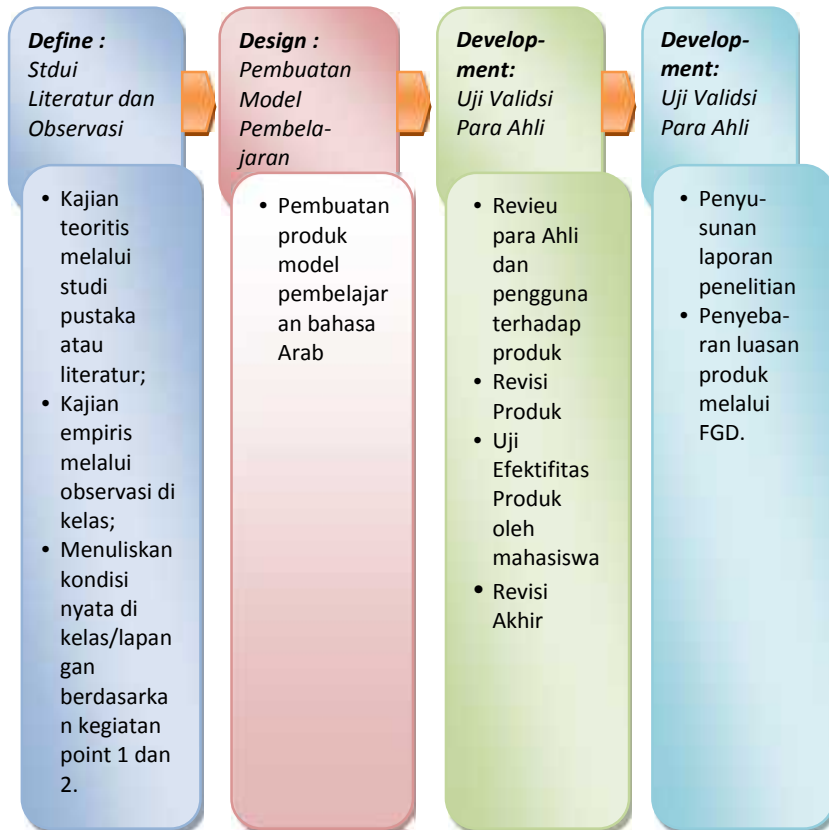 Define :
Stdui
Literatur dan
Observasi
• Kajian
teoritis
melalui
studi
pustaka
atau
literatur;
• Kajian
empiris
melalui
observasi di
kelas;
• Menuliskan
kondisi
nyata di
kelas/lapan
gan
berdasarka
n kegiatan
point 1 dan
2.
Design :
Pembuatan
Model
Pembela-
jaran
• Pembuatan
produk
model
pembelajar
an bahasa
Arab
Develop-
ment:
Uji Validsi
Para Ahli
• Revieu
para Ahli
dan
pengguna
terhadap
produk
• Revisi
Produk
• Uji
Efektifitas
Produk
oleh
mahasiswa
• Revisi
Akhir
Develop-
ment:
Uji Validsi
Para Ahli
• Penyu-
sunan
laporan
penelitian
• Penyeba-
ran luasan
produk
melalui
FGD.